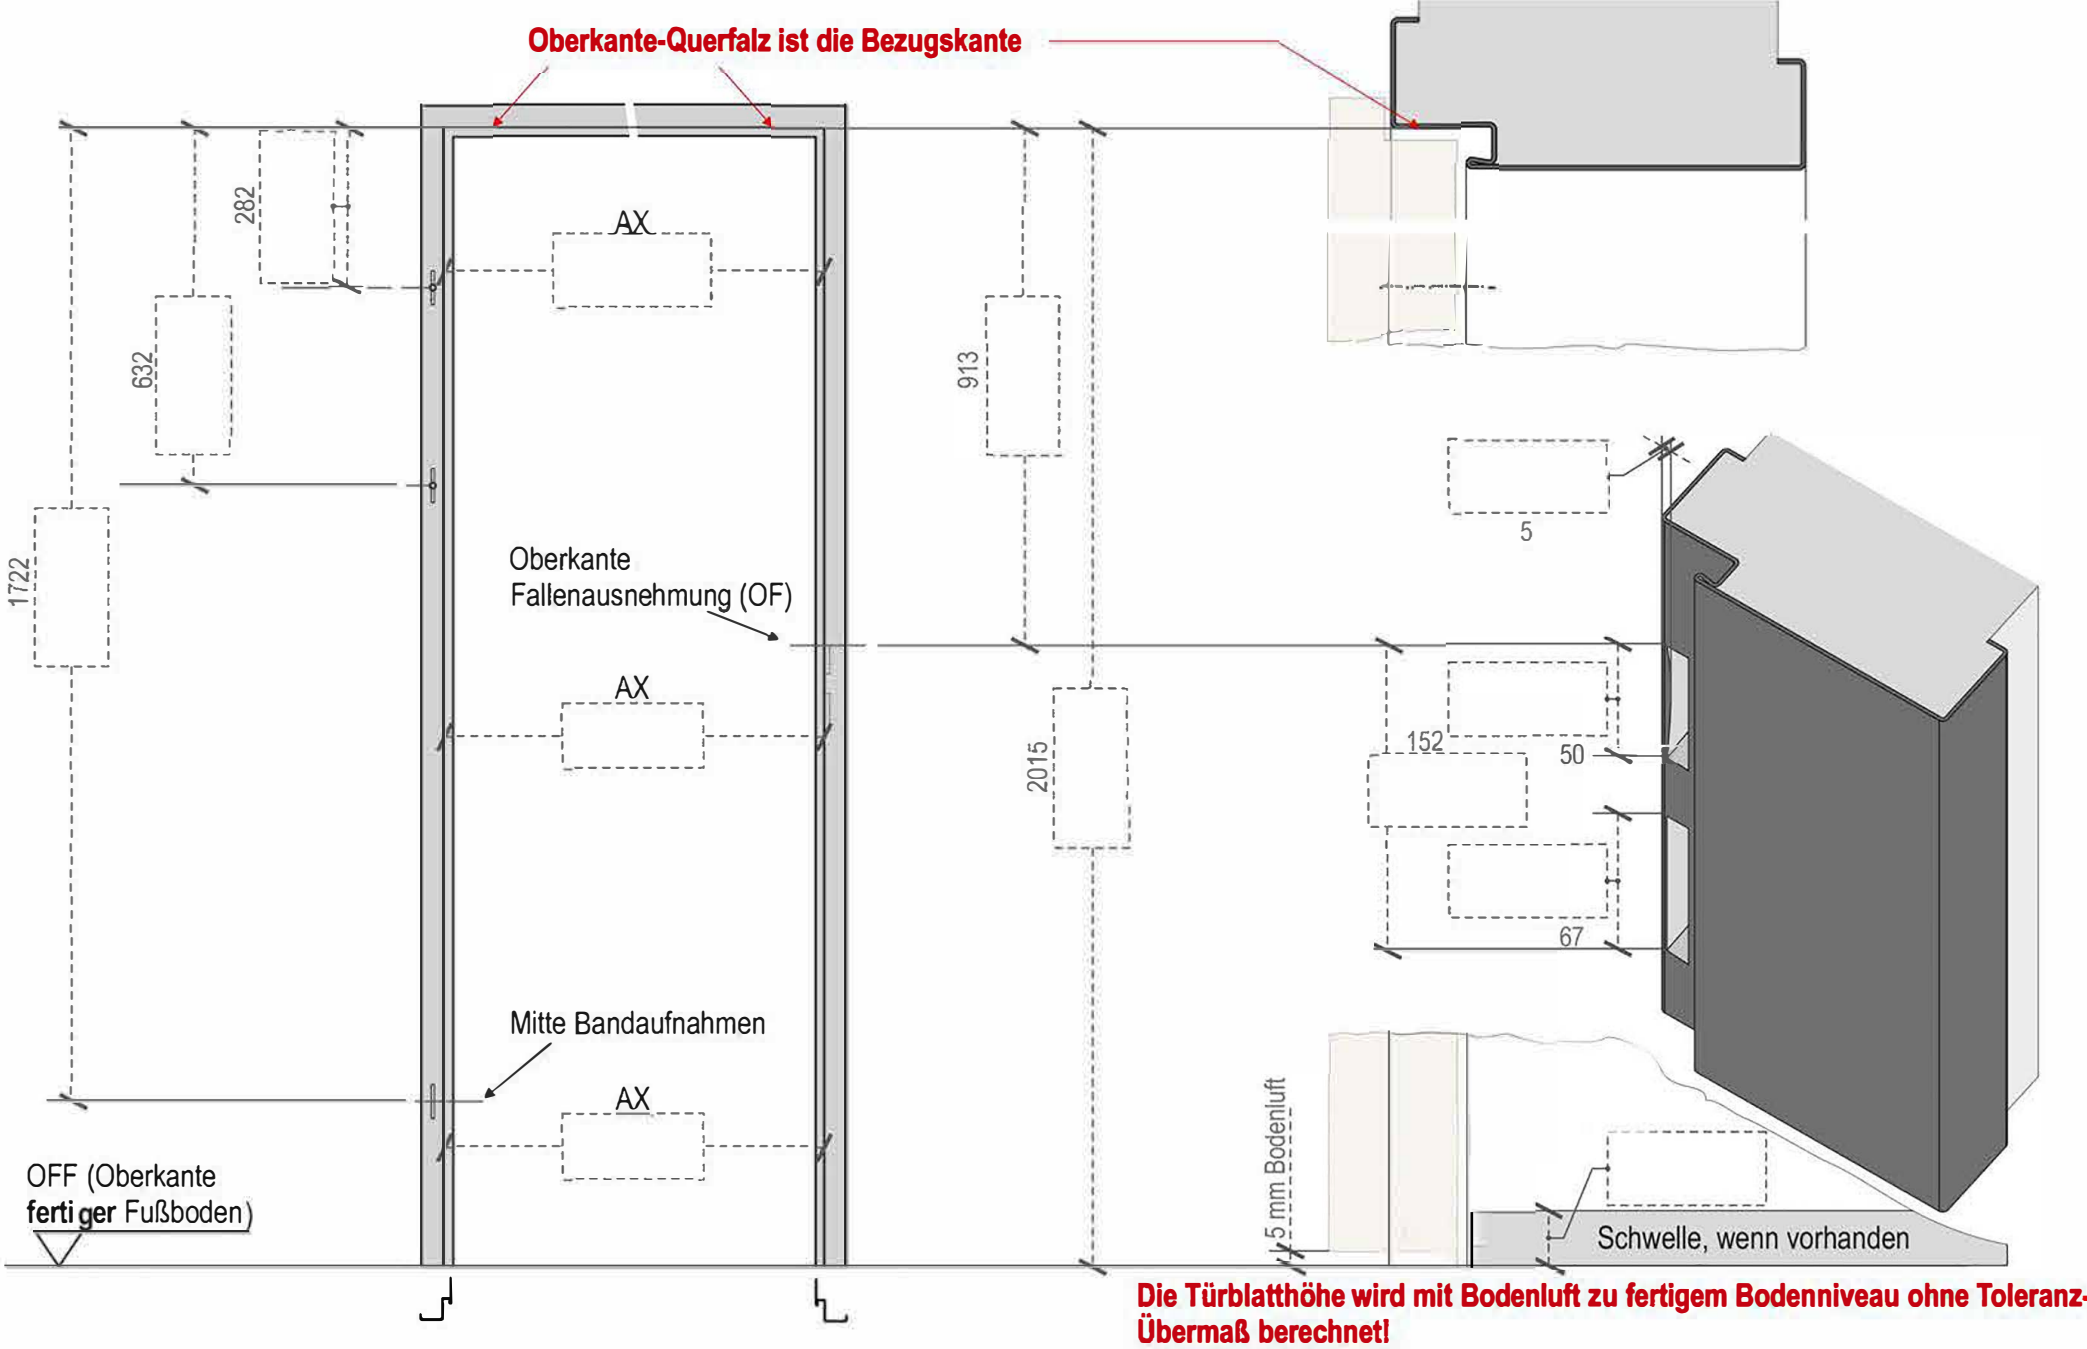 Oberkante-Querfalz ist die Bezugskante
282
AX
632
913
1722
5
Oberkante
Fallenausnehmung (OF)
AX
152
50
2015
67
Mitte Bandaufnahmen
AX
5 mm Bodenluft
OFF (Oberkante
fertiger Fußboden)
Schwelle, wenn vorhanden
Die Türblatthöhe wird mit Bodenluft zu fertigem Bodenniveau ohne Toleranz-
Übermaß berechnet!